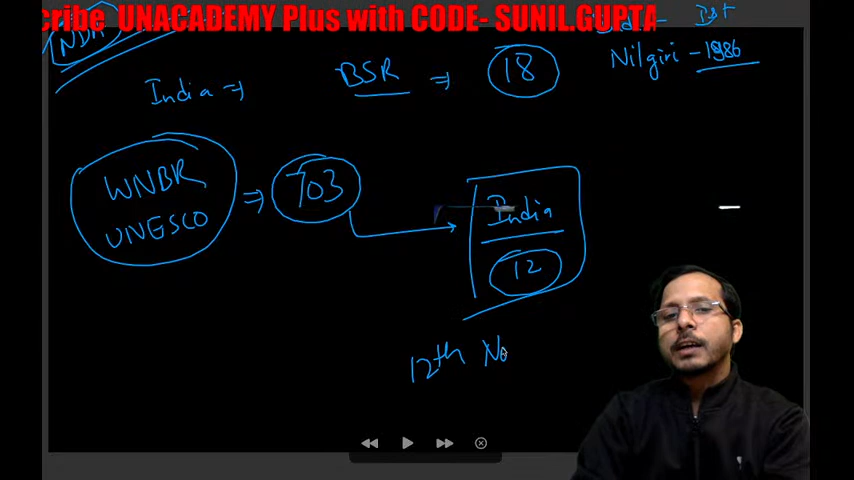 cribe UNACADEMY Plus with CODE- SUNIL.GUPTA
NDA
India ⇒ BSR ⇒ 18
Ist
Nilgiri - 1986
WNBR
UNESCO
⇒ 703
India
12
12th No